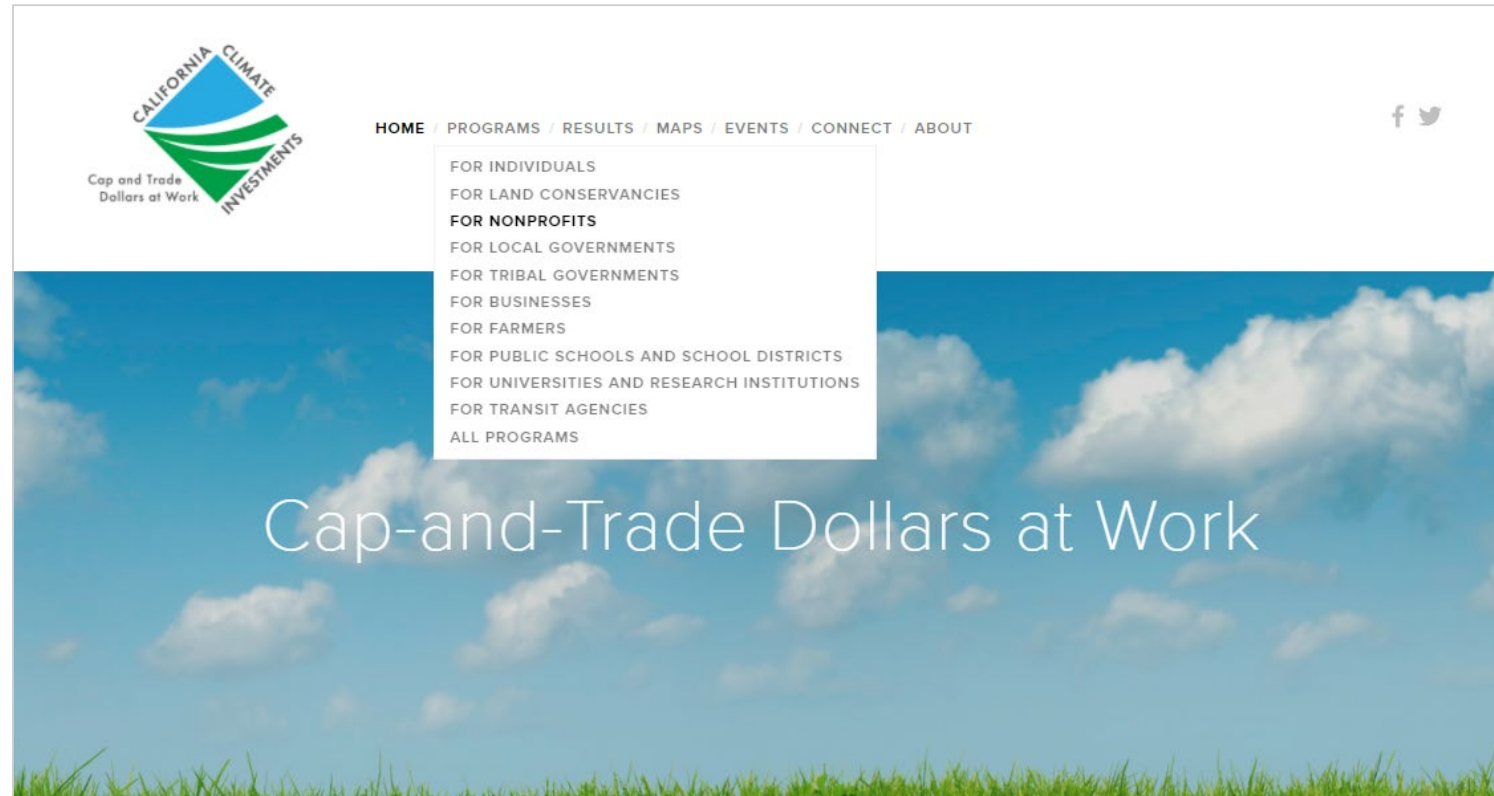 CALIFORNIA CLIMATE
INVESTMENTS
Cap and Trade
Dollars at Work
HOME / PROGRAMS / RESULTS / MAPS / EVENTS / CONNECT / ABOUT
FOR INDIVIDUALS
FOR LAND CONSERVANCIES
FOR NONPROFITS
FOR LOCAL GOVERNMENTS
FOR TRIBAL GOVERNMENTS
FOR BUSINESSES
FOR FARMERS
FOR PUBLIC SCHOOLS AND SCHOOL DISTRICTS
FOR UNIVERSITIES AND RESEARCH INSTITUTIONS
FOR TRANSIT AGENCIES
ALL PROGRAMS
Cap-and-Trade Dollars at Work